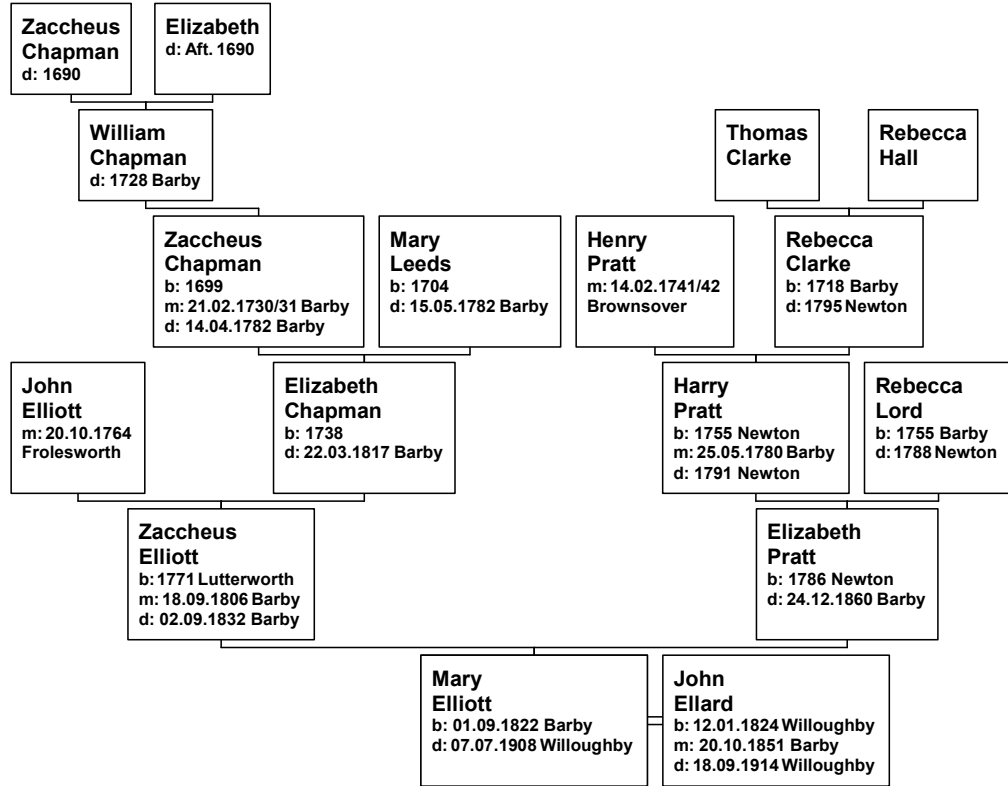 Zaccheus
Chapman
d: 1690
Elizabeth
d: Aft. 1690
William
Chapman
d: 1728 Barby
Thomas
Clarke
Rebecca
Hall
Zaccheus
Chapman
b: 1699
m: 21.02.1730/31 Barby
d: 14.04.1782 Barby
Mary
Leeds
b: 1704
d: 15.05.1782 Barby
Henry
Pratt
m: 14.02.1741/42
Brownsover
Rebecca
Clarke
b: 1718 Barby
d: 1795 Newton
John
Elliott
m: 20.10.1764
Frolesworth
Elizabeth
Chapman
b: 1738
d: 22.03.1817 Barby
Harry
Pratt
b: 1755 Newton
m: 25.05.1780 Barby
d: 1791 Newton
Rebecca
Lord
b: 1755 Barby
d: 1788 Newton
Zaccheus
Elliott
b: 1771 Lutterworth
m: 18.09.1806 Barby
d: 02.09.1832 Barby
Elizabeth
Pratt
b: 1786 Newton
d: 24.12.1860 Barby
Mary
Elliott
b: 01.09.1822 Barby
d: 07.07.1908 Willoughby
John
Ellard
b: 12.01.1824 Willoughby
m: 20.10.1851 Barby
d: 18.09.1914 Willoughby